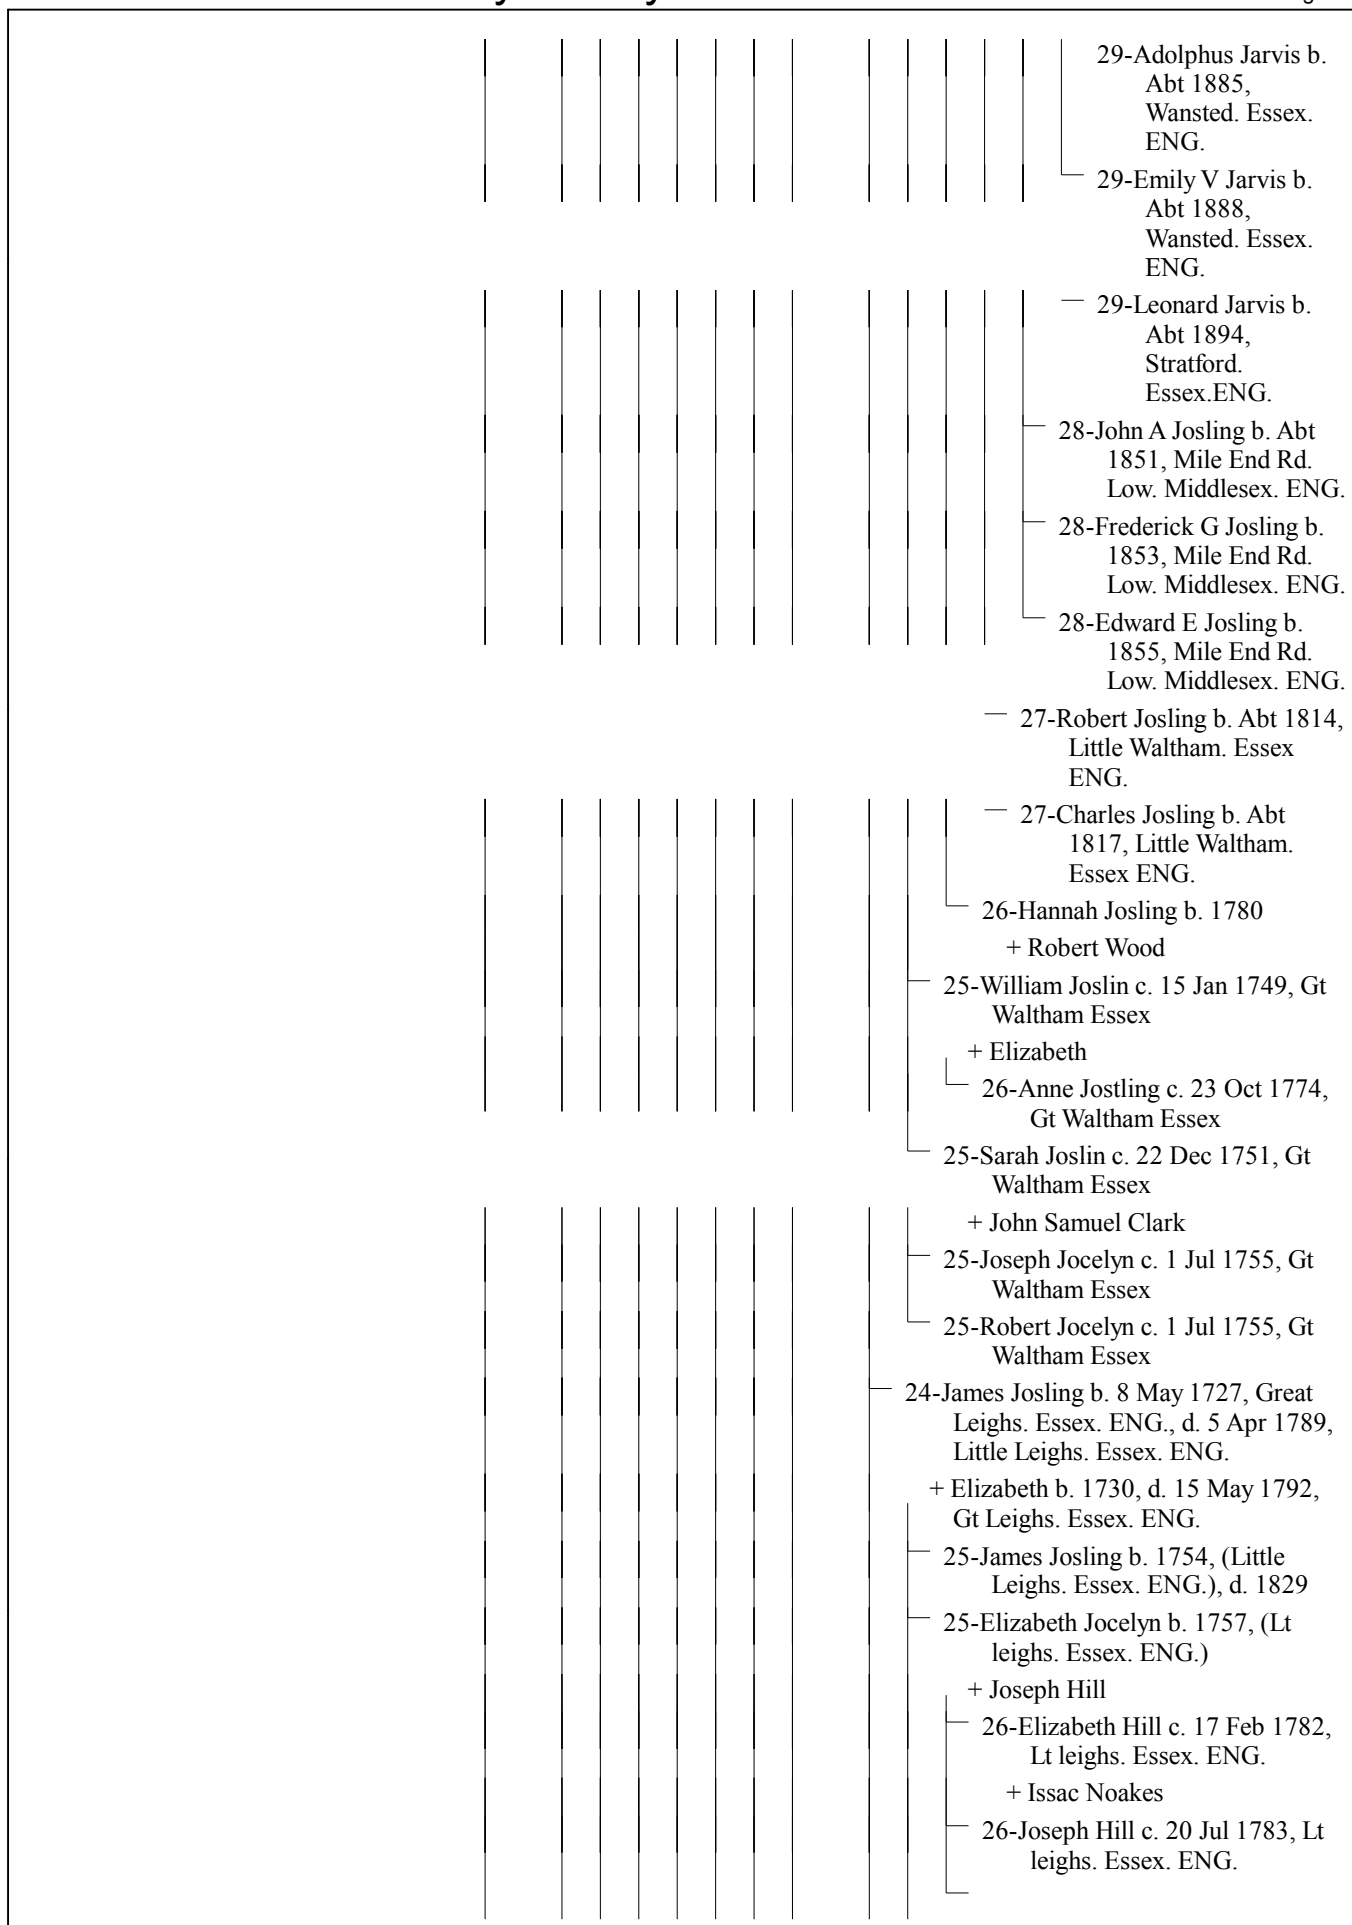 29-Adolphus Jarvis b.
Abt 1885,
Wansted. Essex.
ENG.
29-Emily V Jarvis b.
Abt 1888,
Wansted. Essex.
ENG.
29-Leonard Jarvis b.
Abt 1894,
Stratford.
Essex.ENG.
28-John A Josling b. Abt
1851, Mile End Rd.
Low. Middlesex. ENG.
28-Frederick G Josling b.
1853, Mile End Rd.
Low. Middlesex. ENG.
28-Edward E Josling b.
1855, Mile End Rd.
Low. Middlesex. ENG.
27-Robert Josling b. Abt 1814,
Little Waltham. Essex
ENG.
27-Charles Josling b. Abt
1817, Little Waltham.
Essex ENG.
26-Hannah Josling b. 1780
+ Robert Wood
25-William Joslin c. 15 Jan 1749, Gt
Waltham Essex
+ Elizabeth
26-Anne Jostling c. 23 Oct 1774,
Gt Waltham Essex
25-Sarah Joslin c. 22 Dec 1751, Gt
Waltham Essex
+ John Samuel Clark
25-Joseph Jocelyn c. 1 Jul 1755, Gt
Waltham Essex
25-Robert Jocelyn c. 1 Jul 1755, Gt
Waltham Essex
24-James Josling b. 8 May 1727, Great
Leighs. Essex. ENG., d. 5 Apr 1789,
Little Leighs. Essex. ENG.
+ Elizabeth b. 1730, d. 15 May 1792,
Gt Leighs. Essex. ENG.
25-James Josling b. 1754, (Little
Leighs. Essex. ENG.), d. 1829
25-Elizabeth Jocelyn b. 1757, (Lt
leighs. Essex. ENG.)
+ Joseph Hill
26-Elizabeth Hill c. 17 Feb 1782,
Lt leighs. Essex. ENG.
+ Issac Noakes
26-Joseph Hill c. 20 Jul 1783, Lt
leighs. Essex. ENG.